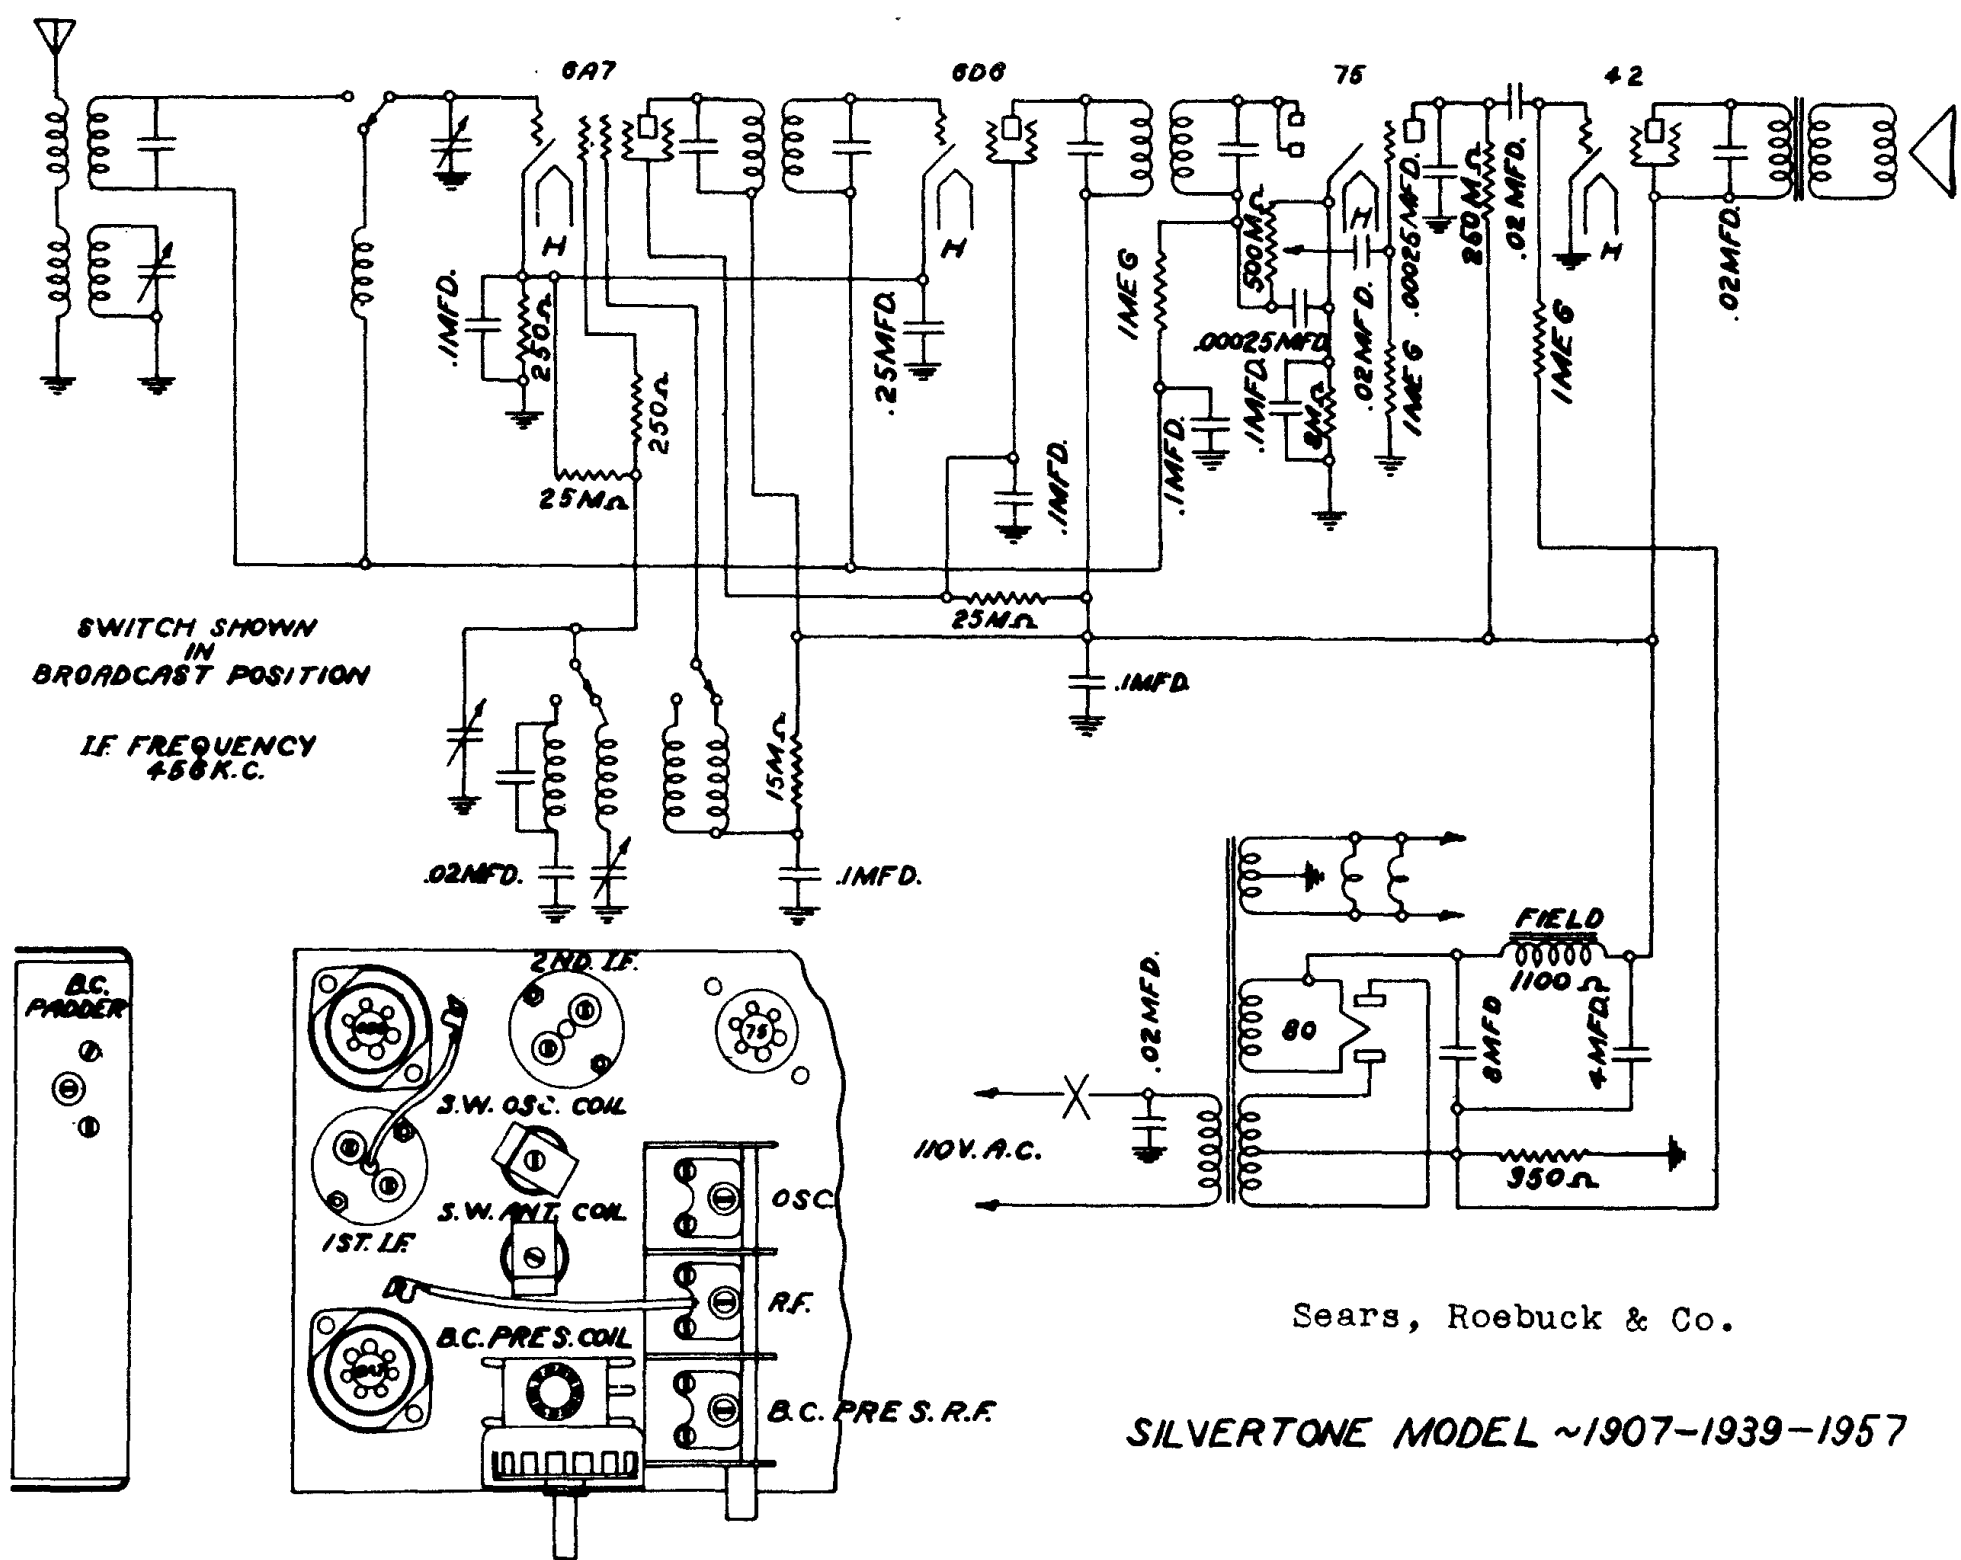 6A7
6D6
75
42
H
H
H
H
.1MFD.
250Ω
250Ω
25MΩ
.25MFD.
.1MFD.
1MEG
.1MFD.
500MΩ
.00025MFD
.1MFD.
8MΩ
.02MFD.
1MEG
.00025MFD.
250MΩ
.02MFD.
1MEG
.02MFD.
25MΩ
.1MFD.
SWITCH SHOWN
IN
BROADCAST POSITION
I.F. FREQUENCY
456K.C.
15MΩ
.02MFD.
.1MFD.
FIELD
1100Ω
8MFD
4MFD.
80
.02MFD.
110V. A.C.
350Ω
B.C.
PADDER
2ND. I.F.
6D6
75
S.W. OSC. COIL
S.W. ANT. COIL
1ST. I.F.
OSC.
R.F.
B.C. PRES. COIL
6A7
B.C. PRES. R.F.
Sears, Roebuck & Co.
SILVERTONE MODEL ~1907-1939-1957